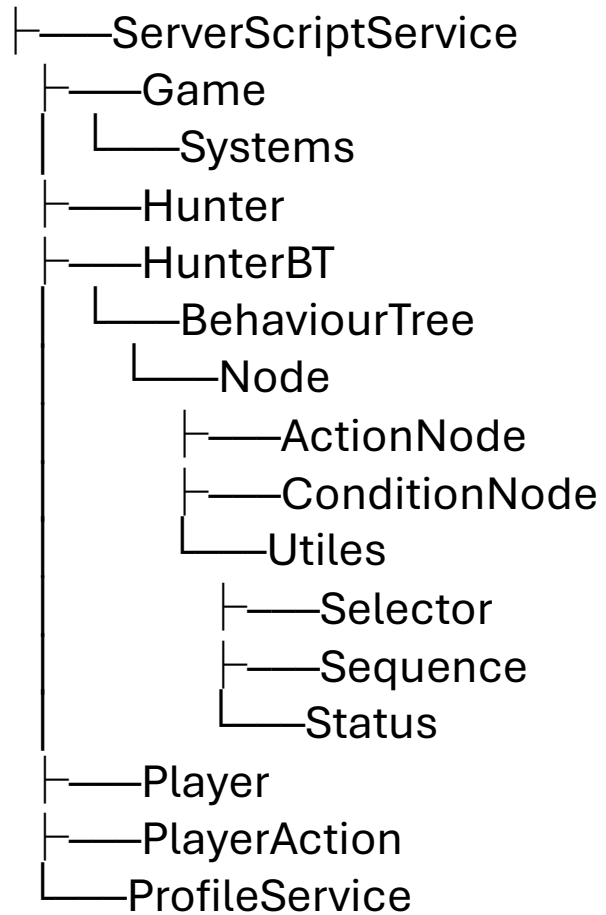 ServerScriptService
Game
Systems
Hunter
HunterBT
BehaviourTree
Node
ActionNode
ConditionNode
Utiles
Selector
Sequence
Status
Player
PlayerAction
ProfileService